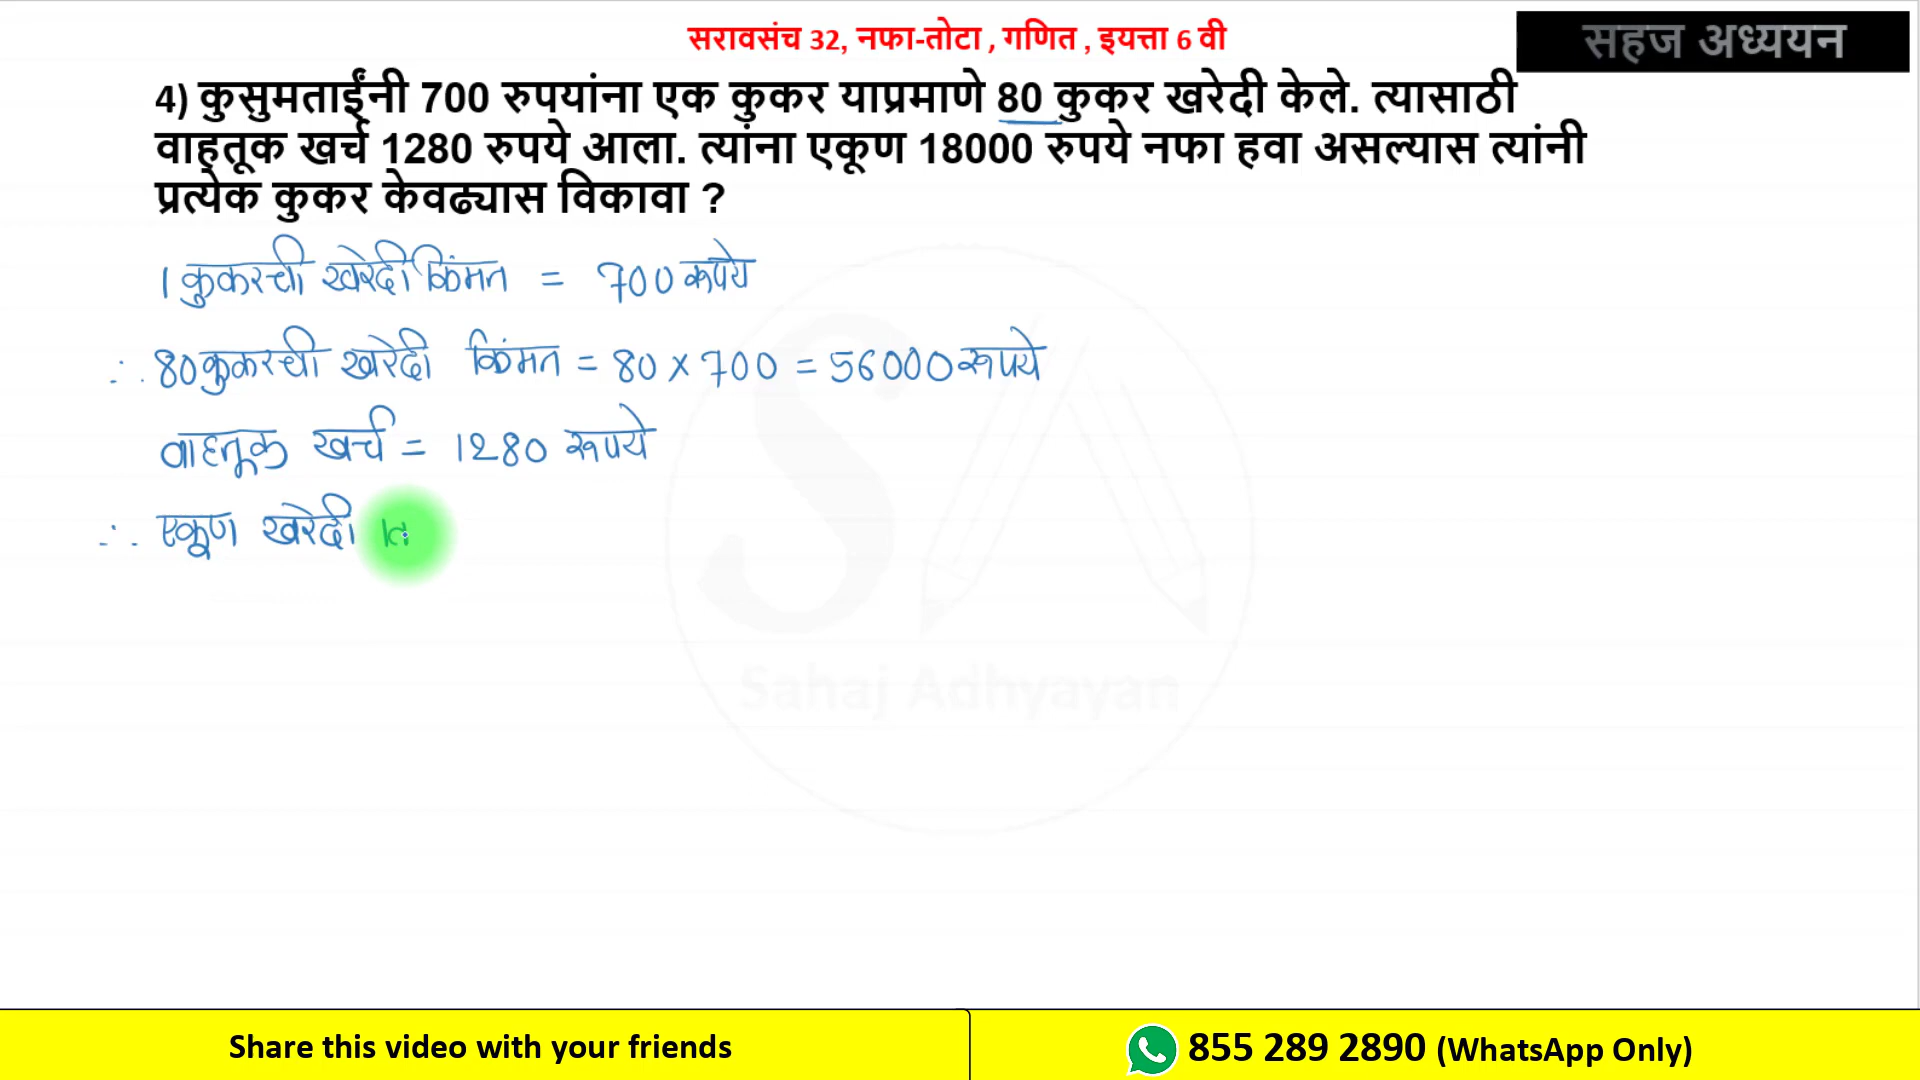 सरावसंच 32, नफा-तोटा , गणित , इयत्ता 6 वी
सहज अध्ययन
4) कुसुमताईंनी 700 रुपयांना एक कुकर याप्रमाणे 80 कुकर खरेदी केले. त्यासाठी
वाहतूक खर्च 1280 रुपये आला. त्यांना एकूण 18000 रुपये नफा हवा असल्यास त्यांनी
प्रत्येक कुकर केवढ्यास विकावा ?
1 कुकरची खरेदी किंमत = 700 रूपये
∴ 80 कुकरची खरेदी किंमत = 80 × 700 = 56000 रूपये
वाहतूक खर्च = 1280 रूपये
∴ एकूण खरेदी
Sahaj Adhyayan
Share this video with your friends
855 289 2890 (WhatsApp Only)